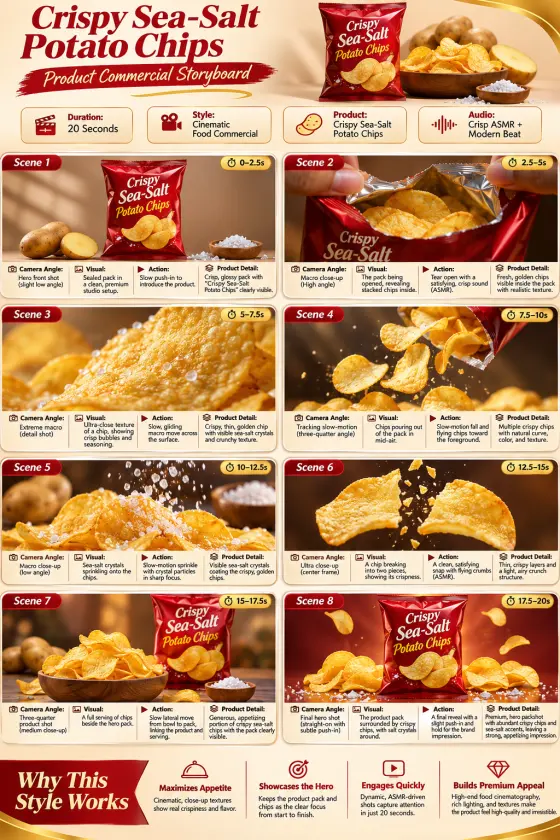 Crispy Sea-Salt
Potato Chips
Product Commercial Storyboard
Crispy
Sea-Salt
Potato Chips
Duration:
20 Seconds
Style:
Cinematic
Food Commercial
Product:
Crispy Sea-Salt
Potato Chips
Audio:
Crisp ASMR +
Modern Beat
Scene 1
0–2.5s
Crispy
Sea-Salt
Potato Chips
Camera Angle:
Hero front shot
(slight low angle)
Visual:
Sealed pack in
a clean, premium
studio setup.
Action:
Slow push-in to
introduce the product.
Product Detail:
Crisp, glossy pack with
"Crispy Sea-Salt
Potato Chips" clearly visible.
Scene 2
2.5–5s
Crispy
Sea-Salt
Camera Angle:
Macro close-up
(High angle)
Visual:
The pack being
opened, revealing
stacked chips inside.
Action:
Tear open with a
satisfying, crisp sound
(ASMR).
Product Detail:
Fresh, golden chips
visible inside the pack
with realistic texture.
Scene 3
5–7.5s
Camera Angle:
Extreme macro
(detail shot)
Visual:
Ultra-close texture
of a chip, showing
crisp bubbles and
seasoning.
Action:
Slow, gliding
macro move across
the surface.
Product Detail:
Crispy, thin, golden chip
with visible sea-salt crystals
and crunchy texture.
Scene 4
7.5–10s
Camera Angle:
Tracking slow-motion
(three-quarter angle)
Visual:
Chips pouring out
of the pack in
mid-air.
Action:
Slow-motion fall and
flying chips toward
the foreground.
Product Detail:
Multiple crispy chips
with natural curve,
color, and texture.
Scene 5
10–12.5s
Camera Angle:
Macro close-up
(low angle)
Visual:
Sea-salt crystals
sprinkling onto the
chips.
Action:
Slow-motion sprinkle
with crystal particles
in sharp focus.
Product Detail:
Visible sea-salt crystals
coating the crispy, golden
chips.
Scene 6
12.5–15s
Camera Angle:
Ultra close-up
(center frame)
Visual:
A chip breaking
into two pieces,
showing its crispness.
Action:
A clean, satisfying
snap with flying crumbs
(ASMR).
Product Detail:
Thin, crispy layers and
a light, airy crunch
structure.
Scene 7
15–17.5s
Crispy
Sea-Salt
Potato Chips
Camera Angle:
Three-quarter
product shot
(medium close-up)
Visual:
A full serving of chips
beside the hero pack.
Action:
Slow lateral move
from bowl to pack,
linking the product and
serving.
Product Detail:
Generous, appetizing
portion of crispy sea-salt
chips with the pack clearly
visible.
Scene 8
17.5–20s
Crispy
Sea-Salt
Potato Chips
Camera Angle:
Final hero shot
(straight-on with
subtle push-in)
Visual:
The product pack
surrounded by crispy
chips, with salt crystals
around.
Action:
A final reveal with a
slight push-in and
hold for the brand
impression.
Product Detail:
Premium, hero packshot
with abundant crispy chips and
sea-salt accents, leaving a
strong, appetizing impression.
Why This
Style Works
Maximizes Appetite
Cinematic, close-up textures
show real crispiness and flavor.
Showcases the Hero
Keeps the product pack
and chips as the clear focus
from start to finish.
Engages Quickly
Dynamic, ASMR-driven
shots capture attention
in just 20 seconds.
Builds Premium Appeal
High-end food cinematography,
rich lighting, and textures make
the product feel high-quality and irresistible.